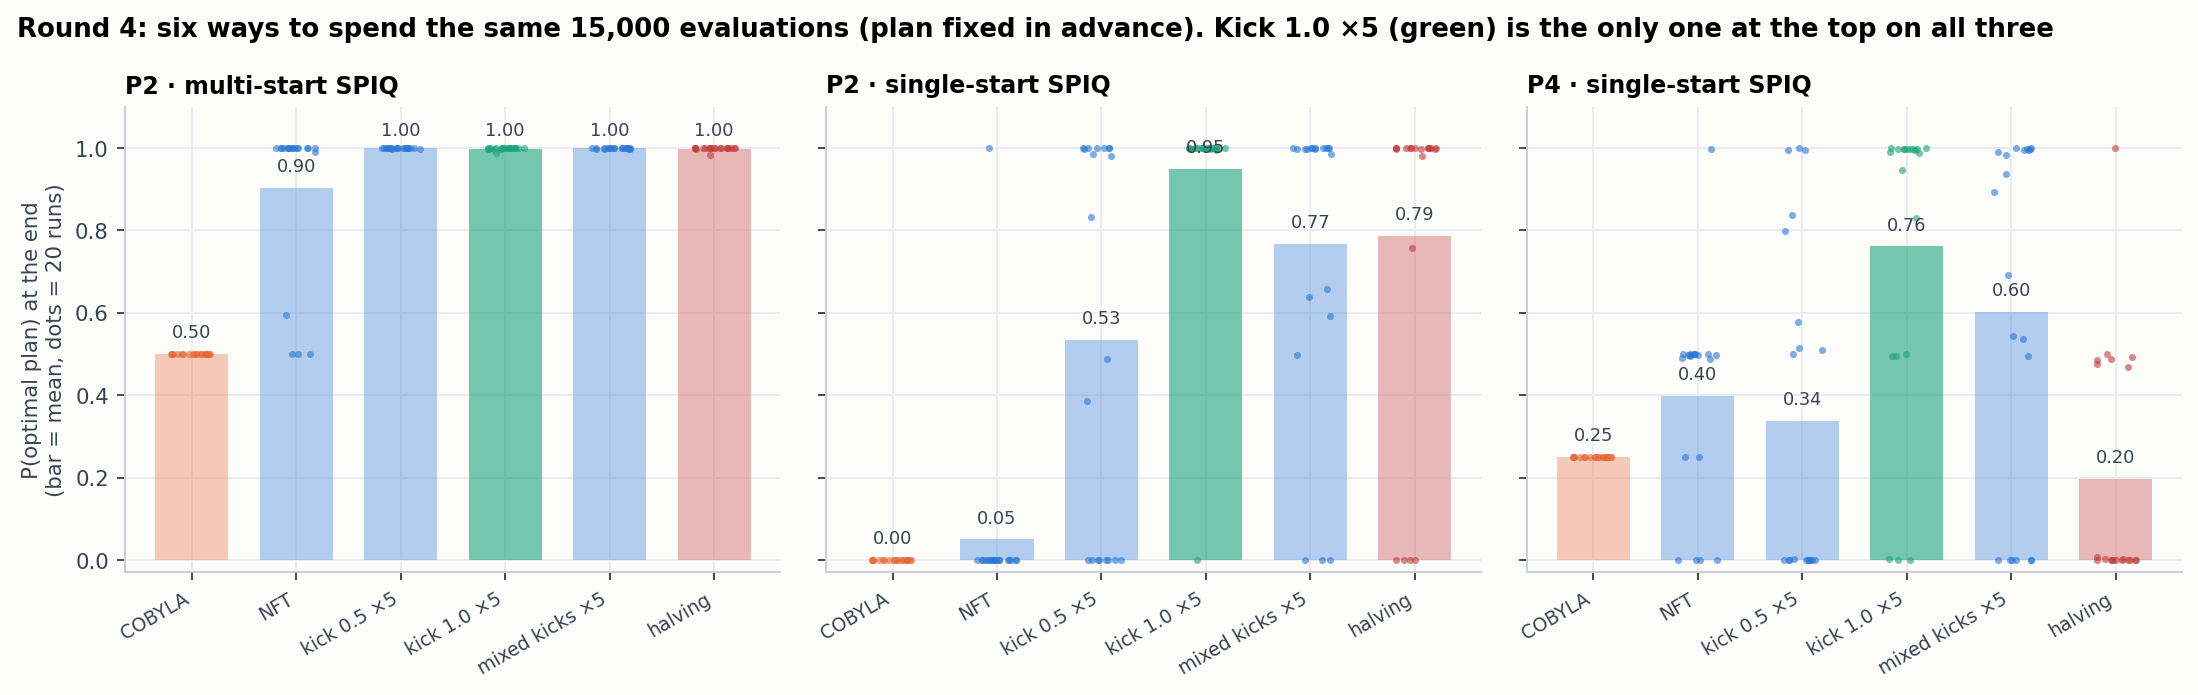 Round 4: six ways to spend the same 15,000 evaluations (plan fixed in advance). Kick 1.0 ×5 (green) is the only one at the top on all three
P2 · multi-start SPIQ
P(optimal plan) at the end
(bar = mean, dots = 20 runs)
1.0
0.8
0.6
0.4
0.2
0.0
0.50
0.90
1.00
1.00
1.00
1.00
COBYLA
NFT
kick 0.5 ×5
kick 1.0 ×5
mixed kicks ×5
halving
P2 · single-start SPIQ
0.00
0.05
0.53
0.95
0.77
0.79
COBYLA
NFT
kick 0.5 ×5
kick 1.0 ×5
mixed kicks ×5
halving
P4 · single-start SPIQ
0.25
0.40
0.34
0.76
0.60
0.20
COBYLA
NFT
kick 0.5 ×5
kick 1.0 ×5
mixed kicks ×5
halving